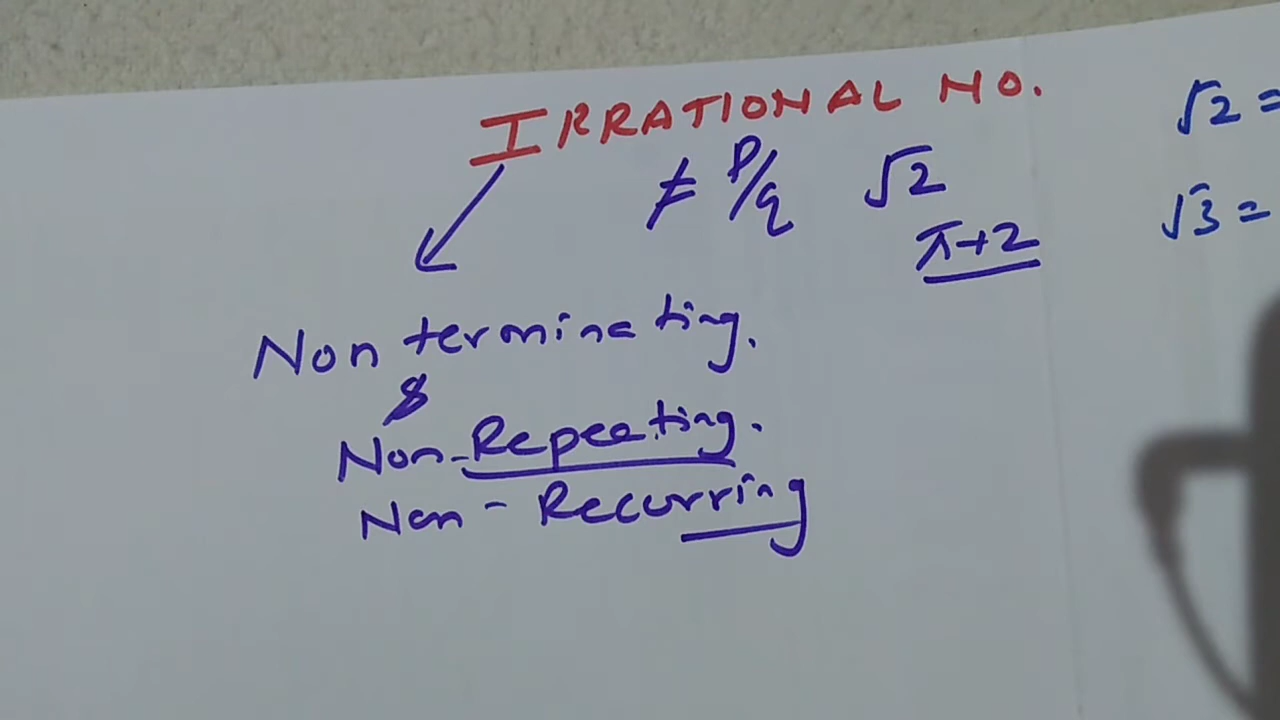 IRRATIONAL NO.
≠ P/q √2
π+2
√2 =
√3 =
Non terminating.
&
Non-Repeating.
Non-Recurring